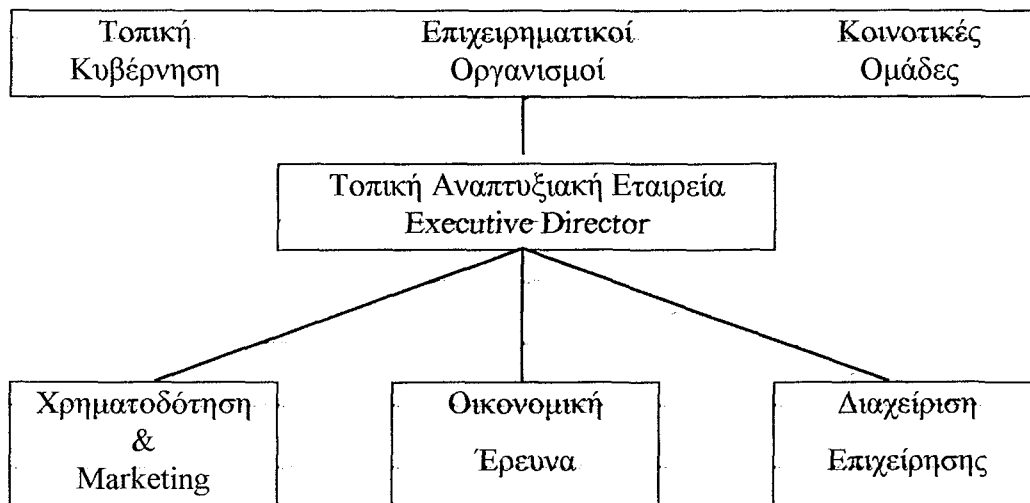 Τοπική
Κυβέρνηση
Επιχειρηματικοί
Οργανισμοί
Κοινοτικές
Ομάδες
Τοπική Αναπτυξιακή Εταιρεία
Executive Director
Χρηματοδότηση
&
Marketing
Οικονομική
Έρευνα
Διαχείριση
Επιχείρησης